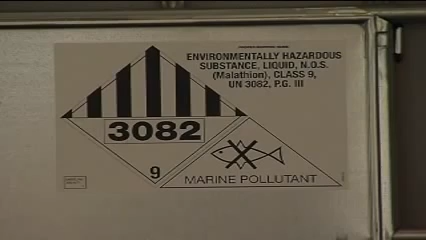 ENVIRONMENTALLY HAZARDOUS
SUBSTANCE, LIQUID, N.O.S.
(Malathion), CLASS 9,
UN 3082, P.G. III
3082
9
MARINE POLLUTANT